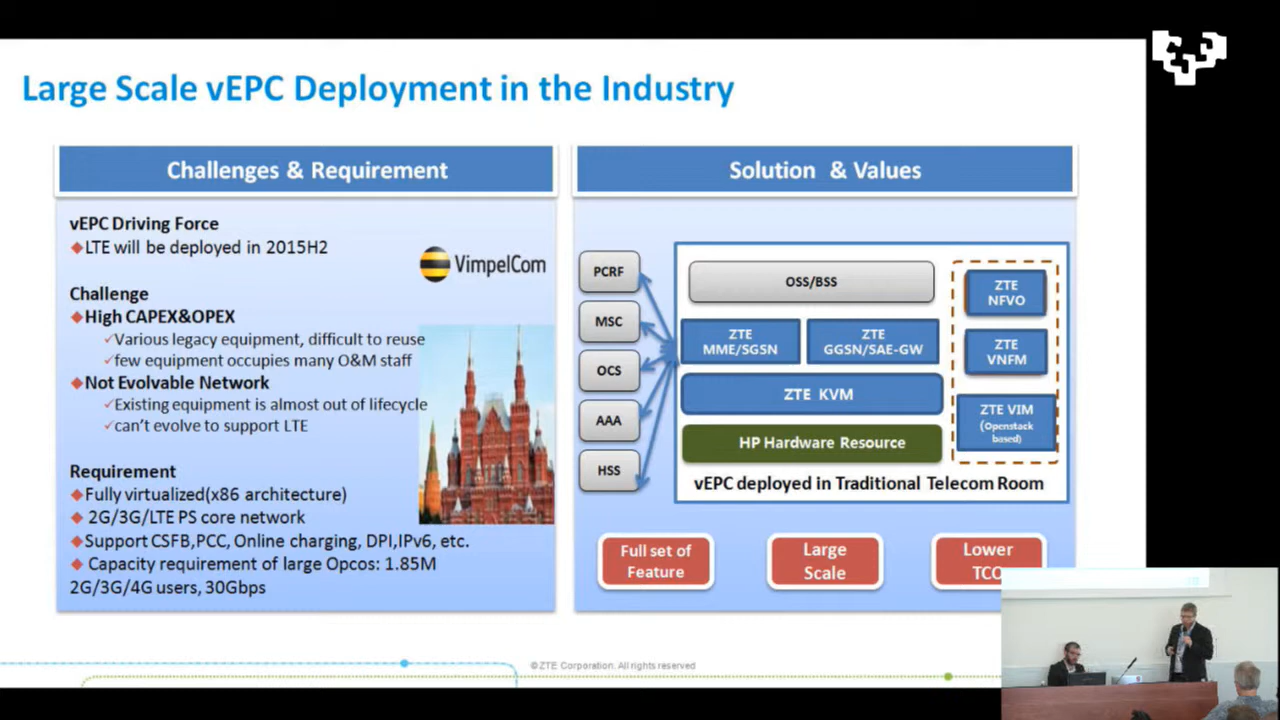 Large Scale vEPC Deployment in the Industry
Challenges & Requirement
vEPC Driving Force
LTE will be deployed in 2015H2
VimpelCom
Challenge
High CAPEX&OPEX
Various legacy equipment, difficult to reuse
few equipment occupies many O&M staff
Not Evolvable Network
Existing equipment is almost out of lifecycle
can't evolve to support LTE
Requirement
Fully virtualized(x86 architecture)
2G/3G/LTE PS core network
Support CSFB,PCC, Online charging, DPI,IPv6, etc.
Capacity requirement of large Opcos: 1.85M
2G/3G/4G users, 30Gbps
Solution & Values
PCRF
MSC
OCS
AAA
HSS
OSS/BSS
ZTE
MME/SGSN
ZTE
GGSN/SAE-GW
ZTE KVM
HP Hardware Resource
ZTE
NFVO
ZTE
VNFM
ZTE VIM
(Openstack
based)
vEPC deployed in Traditional Telecom Room
Full set of
Feature
Large
Scale
Lower
TCO
© ZTE Corporation. All rights reserved